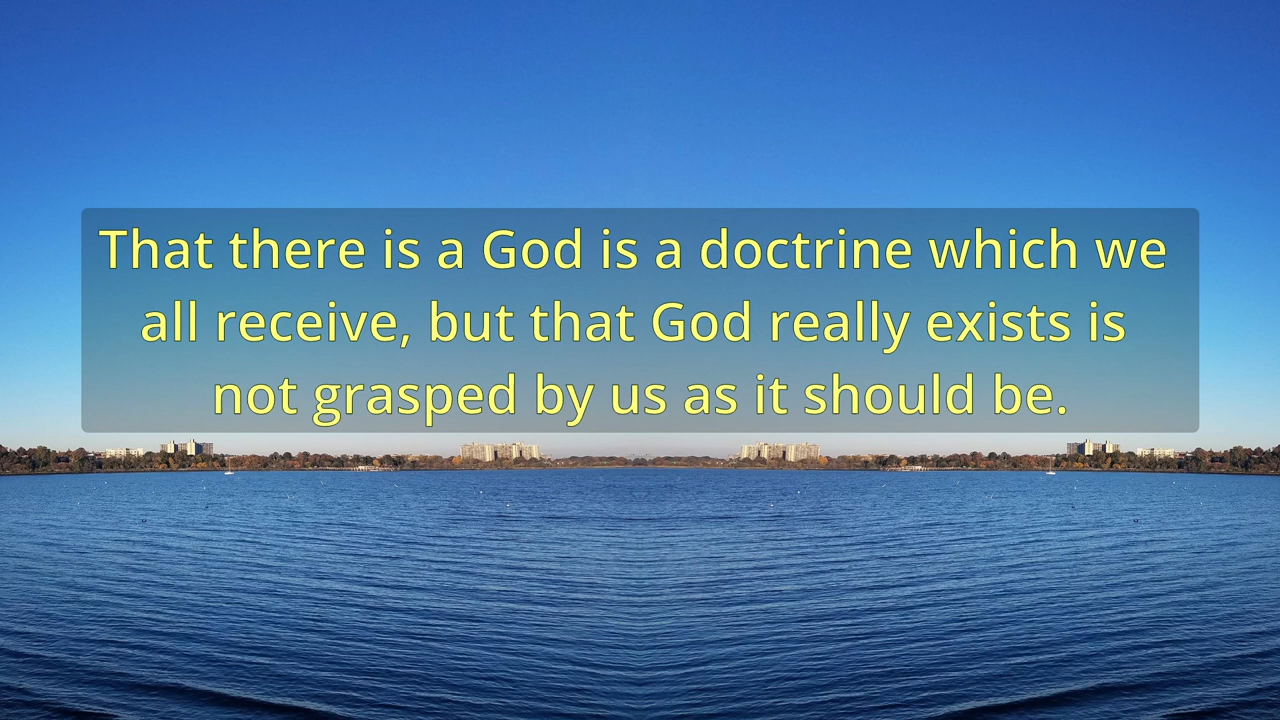 That there is a God is a doctrine which we
all receive, but that God really exists is
not grasped by us as it should be.